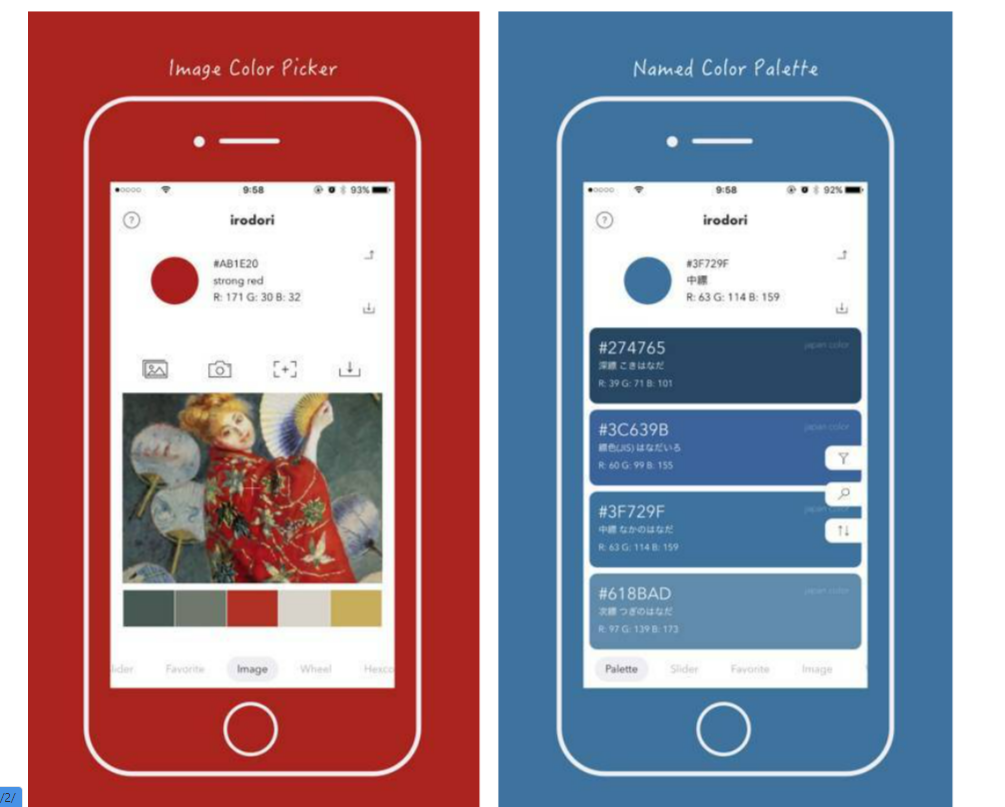 Image Color Picker
9:58
93%
irodori
#AB1E20
strong red
R: 171 G: 30 B: 32
lider Favorite Image Wheel Hexco
Named Color Palette
9:58
92%
irodori
#3F729F
中縹
R: 63 G: 114 B: 159
#274765
japan color
深縹 こきはなだ
R: 39 G: 71 B: 101
#3C639B
japan color
縹色(JIS) はなだいろ
R: 60 G: 99 B: 155
#3F729F
中縹 なかのはなだ
R: 63 G: 114 B: 159
#618BAD
japan color
次縹 つぎのはなだ
R: 97 G: 139 B: 173
Palette Slider Favorite Image
/2/